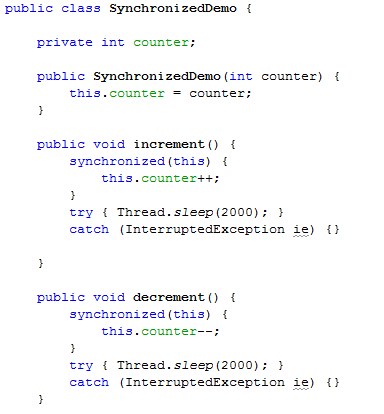 public class SynchronizedDemo {
private int counter;
public SynchronizedDemo(int counter) {
this.counter = counter;
}
public void increment() {
synchronized(this) {
this.counter++;
}
try { Thread.sleep(2000); }
catch (InterruptedException ie) {}
}
public void decrement() {
synchronized(this) {
this.counter--;
}
try { Thread.sleep(2000); }
catch (InterruptedException ie) {}
}